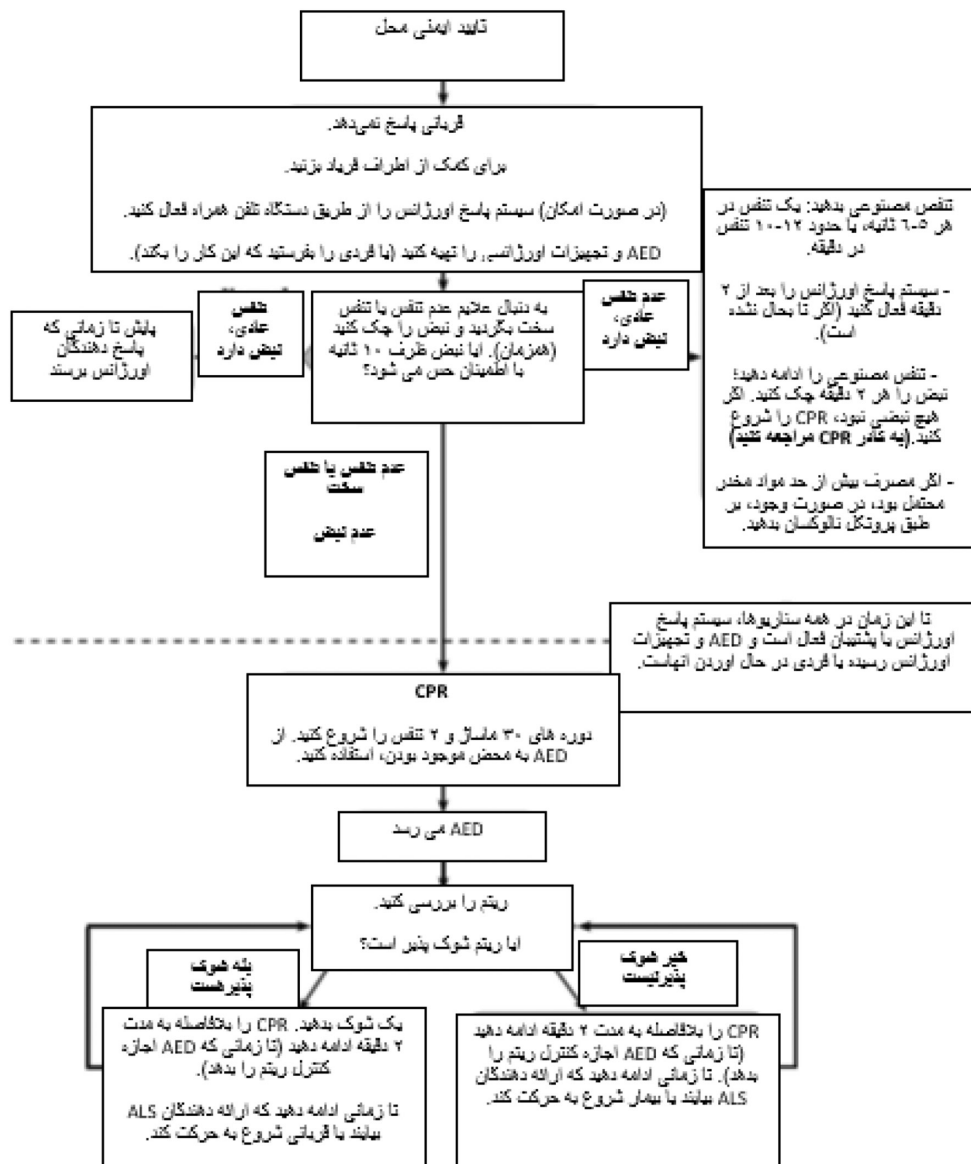 تایید ایمنی محل
قربانی پاسخ نمی‌دهد.
برای کمک از اطراف فریاد بزنید.
(در صورت امکان) سیستم پاسخ اورژانس را از طریق دستگاه تلفن همراه فعال کنید.
AED و تجهیزات اورژانسی را تهیه کنید (یا فردی را بفرستید که این کار را بکند).
به دنبال علایم عدم تنفس یا تنفس
سخت بگردید و نبض را چک کنید
(همزمان). ایا نبض ظرف ۱۰ ثانیه
با اطمینان حس می شود؟
تنفس
عادی،
نبض دارد
پایش تا زمانی که
پاسخ دهندگان
اورژانس برسند
عدم تنفس
عادی،
نبض دارد
تنفص مصنوعی بدهید: یک تنفس در
هر ۵-۶ ثانیه، یا حدود ۱۲-۱۰ تنفس
در دقیقه.
- سیستم پاسخ اورژانس را بعد از ۲
دقیقه فعال کنید (اگر تا بحال نشده
است).
- تنفس مصنوعی را ادامه دهید؛
نبض را هر ۲ دقیقه چک کنید. اگر
هیچ نبضی نبود، CPR را شروع
کنید.(به کادر CPR مراجعه کنید)
- اگر مصرف بیش از حد مواد مخدر
محتمل بود، در صورت وجود، بر
طبق پروتکل نالوکسان بدهید.
عدم تنفس یا تنفس
سخت
عدم نبض
تا این زمان در همه سناریوها، سیستم پاسخ
اورژانس یا پشتیبان فعال است و AED و تجهیزات
اورژانس رسیده یا فردی در حال اوردن انهاست.
CPR
دوره های ۳۰ ماساژ و ۲ تنفس را شروع کنید. از
AED به محض موجود بودن، استفاده کنید.
AED می رسد
ریتم را بررسی کنید.
ایا ریتم شوک پذیر است؟
بله شوک
پذیرهست
خیر شوک
پذیرنیست
یک شوک بدهید. CPR را بلافاصله به مدت
۲ دقیقه ادامه دهید (تا زمانی که AED اجازه
کنترل ریتم را بدهد).
تا زمانی ادامه دهید که ارائه دهندگان ALS
بیایند یا قربانی شروع به حرکت کند.
CPR را بلافاصله به مدت ۲ دقیقه ادامه دهید
(تا زمانی که AED اجازه کنترل ریتم را
بدهد). تا زمانی ادامه دهید که ارائه دهندگان
ALS بیایند یا بیمار شروع به حرکت کند.